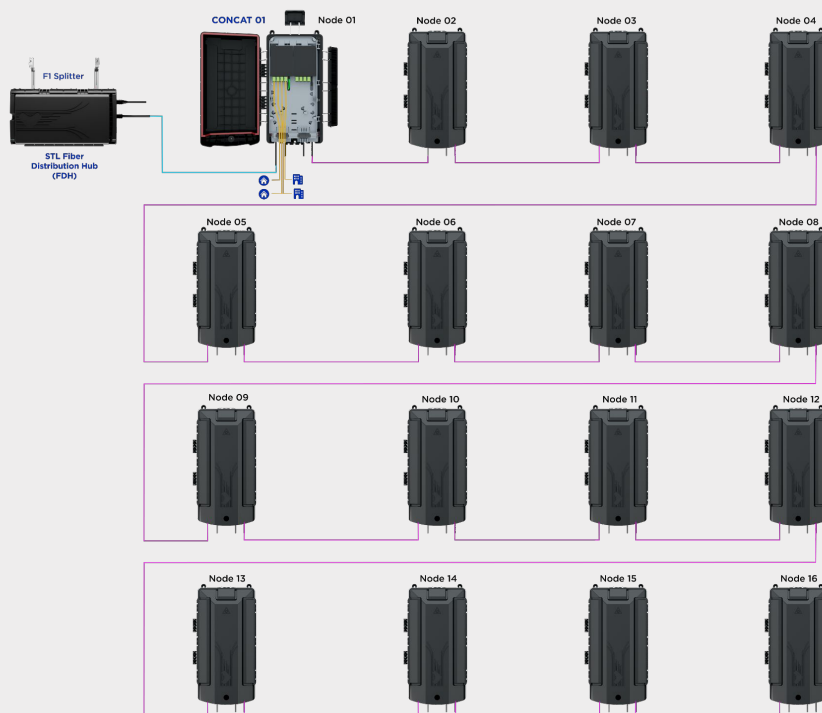 CONCAT 01
Node 01
Node 02
Node 03
Node 04
F1 Splitter
STL Fiber
Distribution Hub
(FDH)
Node 05
Node 06
Node 07
Node 08
Node 09
Node 10
Node 11
Node 12
Node 13
Node 14
Node 15
Node 16